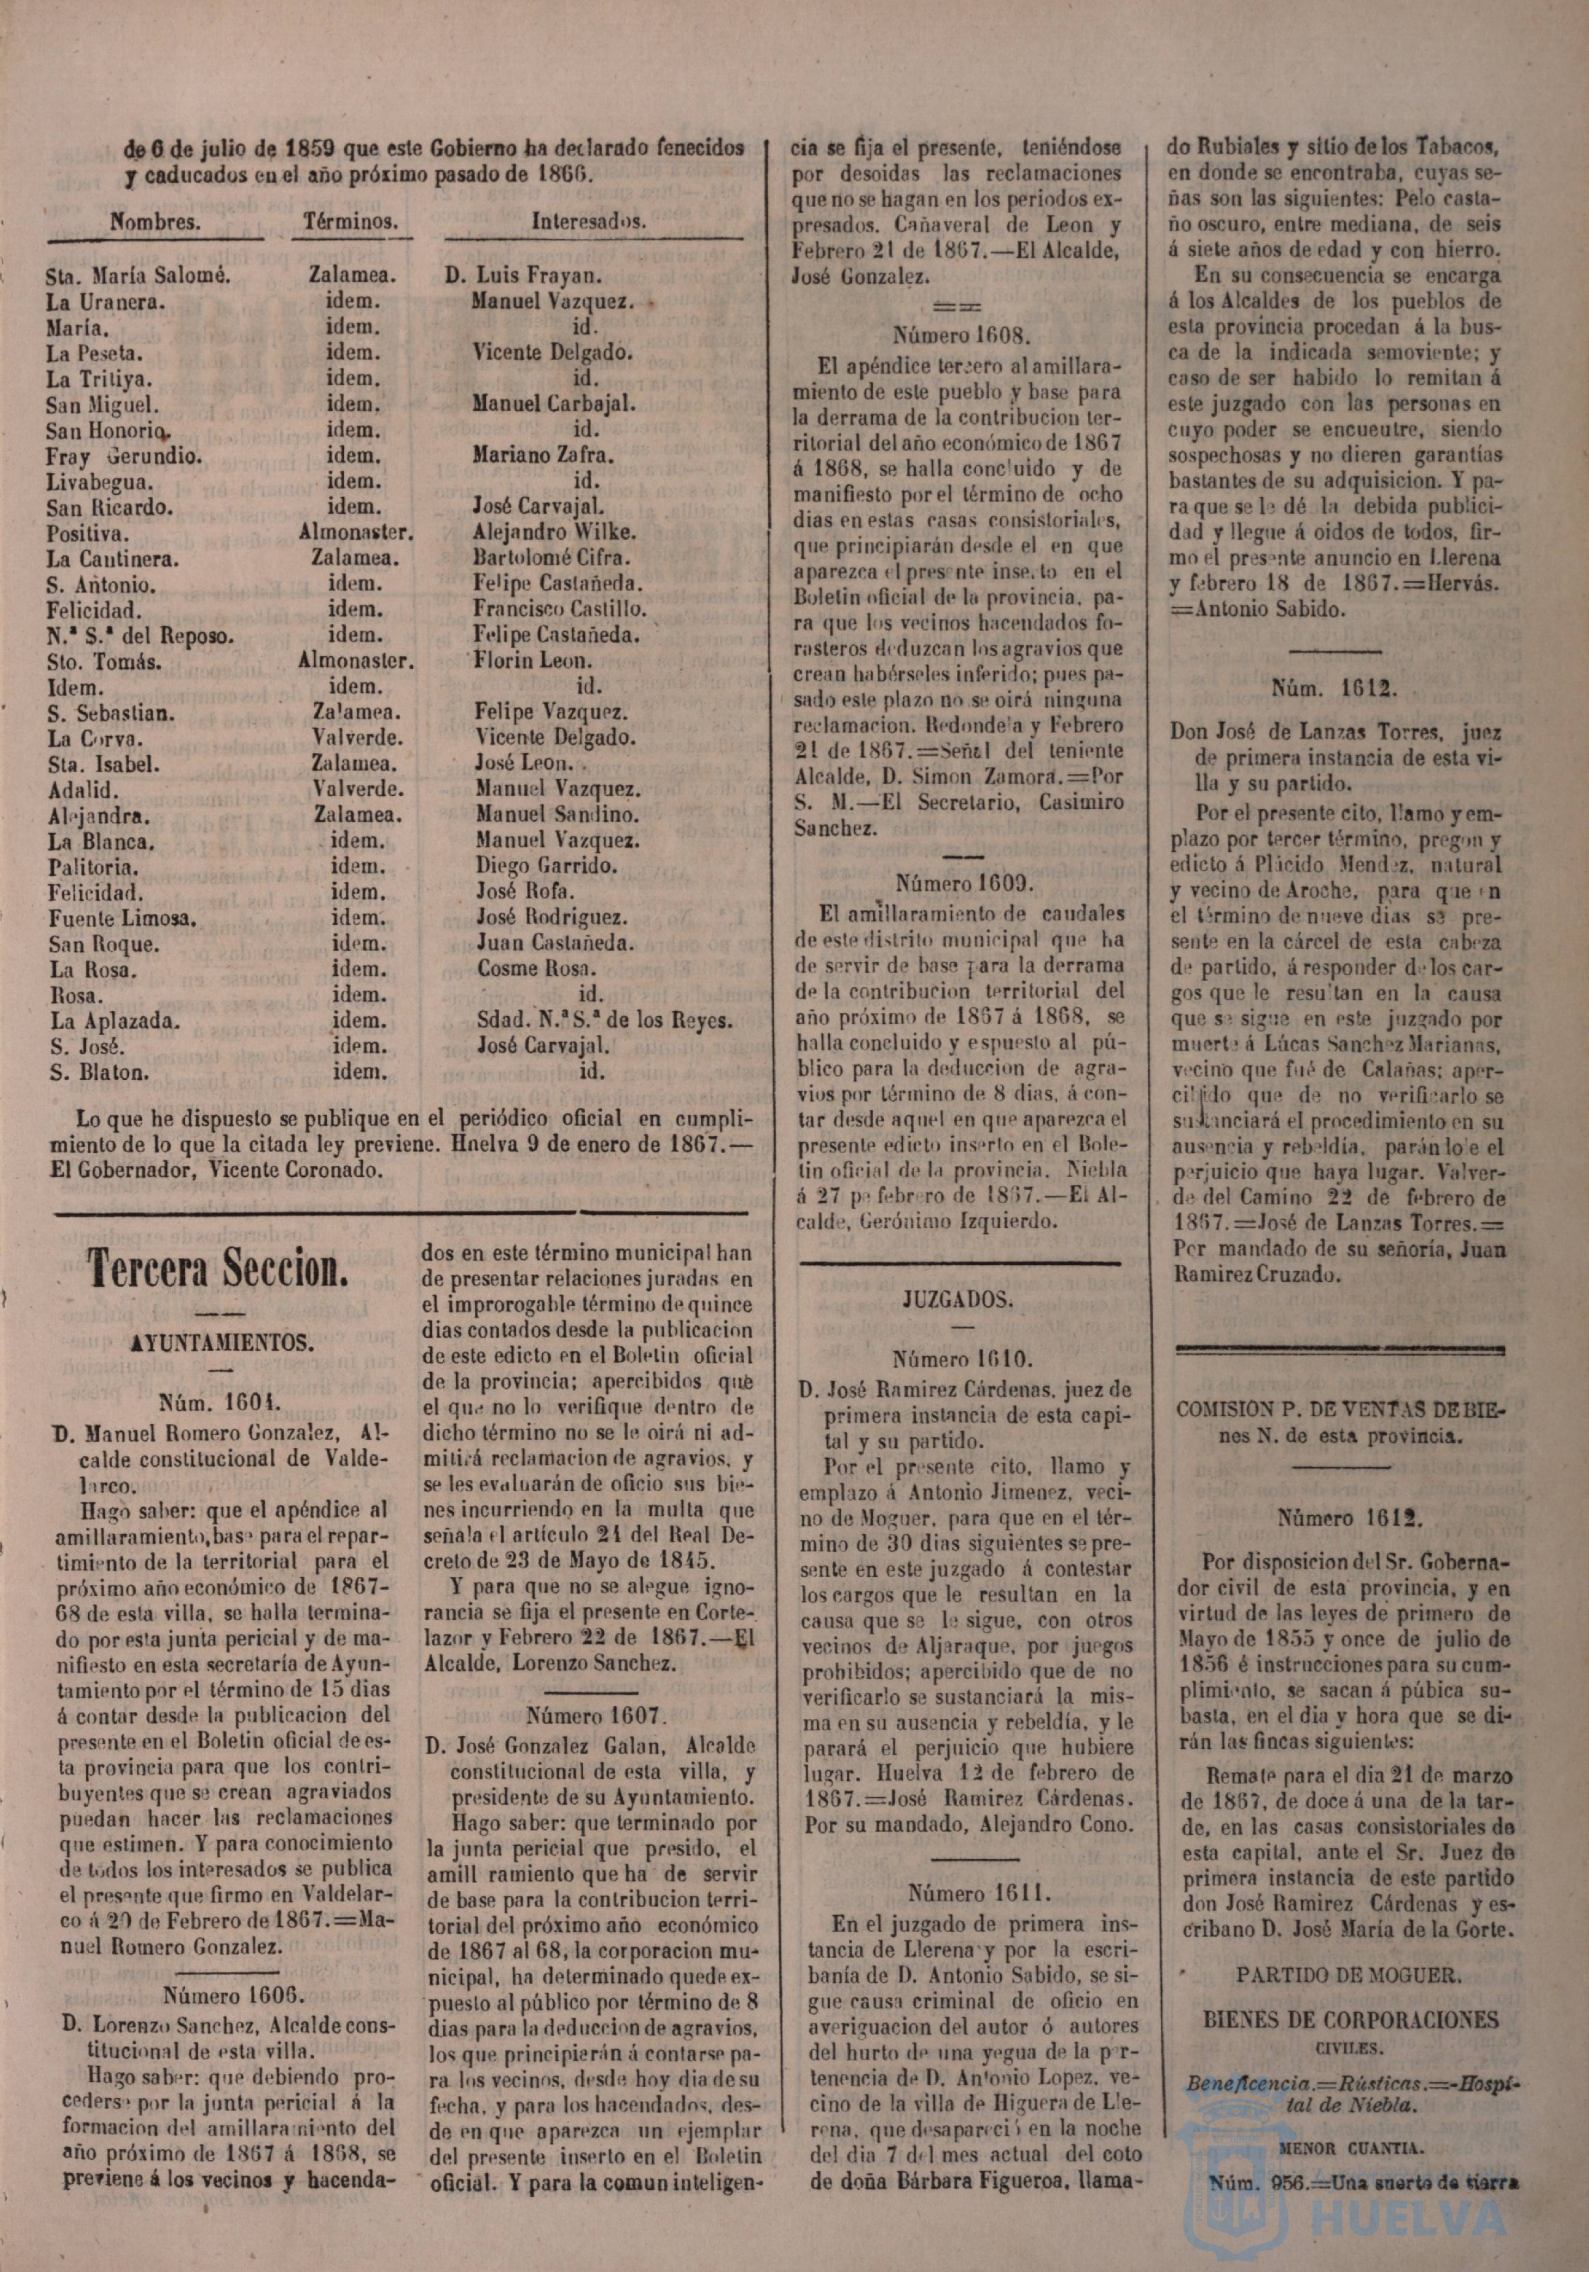 de 6 de julio de 1859 que este Gobierno ha declarado fenecidos
y caducados en el año próximo pasado de 1866.
Nombres. Términos. Interesados.
Sta. María Salomé. Zalamea. D. Luis Frayan.
La Uranera. idem. Manuel Vazquez.
María. idem. id.
La Peseta. idem. Vicente Delgado.
La Tritiya. idem. id.
San Miguel. idem. Manuel Carbajal.
San Honorio. idem. id.
Fray Gerundio. idem. Mariano Zafra.
Livabegua. idem. id.
San Ricardo. idem. José Carvajal.
Positiva. Almonaster. Alejandro Wilke.
La Cantinera. Zalamea. Bartolomé Cifra.
S. Antonio. idem. Felipe Castañeda.
Felicidad. idem. Francisco Castillo.
N.ª S.ª del Reposo. idem. Felipe Castañeda.
Sto. Tomás. Almonaster. Florin Leon.
Idem. idem. id.
S. Sebastian. Zalamea. Felipe Vazquez.
La Corva. Valverde. Vicente Delgado.
Sta. Isabel. Zalamea. José Leon.
Adalid. Valverde. Manuel Vazquez.
Alejandra. Zalamea. Manuel Sandino.
La Blanca. idem. Manuel Vazquez.
Palitoria. idem. Diego Garrido.
Felicidad. idem. José Rofa.
Fuente Limosa. idem. José Rodriguez.
San Roque. idem. Juan Castañeda.
La Rosa. idem. Cosme Rosa.
Rosa. idem. id.
La Aplazada. idem. Sdad. N.ª S.ª de los Reyes.
S. José. idem. José Carvajal.
S. Blaton. idem. id.
Lo que he dispuesto se publique en el periódico oficial en cumpli-
miento de lo que la citada ley previene. Hnelva 9 de enero de 1867.—
El Gobernador, Vicente Coronado.
Tercera Seccion.
AYUNTAMIENTOS.
Núm. 1604.
D. Manuel Romero Gonzalez, Al-
calde constitucional de Valde-
larco.
Hago saber: que el apéndice al
amillaramiento, base para el repar-
timiento de la territorial para el
próximo año económico de 1867-
68 de esta villa, se halla termina-
do por esta junta pericial y de ma-
nifiesto en esta secretaría de Ayun-
tamiento por el término de 15 dias
á contar desde la publicacion del
presente en el Boletin oficial de es-
ta provincia para que los contri-
buyentes que se crean agraviados
puedan hacer las reclamaciones
que estimen. Y para conocimiento
de todos los interesados se publica
el presente que firmo en Valdelar-
co á 20 de Febrero de 1867.=Ma-
nuel Romero Gonzalez.
Número 1606.
D. Lorenzo Sanchez, Alcalde cons-
titucional de esta villa.
Hago saber: que debiendo pro-
cederse por la junta pericial á la
formacion del amillaramiento del
año próximo de 1867 á 1868, se
previene á los vecinos y hacenda-
dos en este término municipal han
de presentar relaciones juradas en
el improrogable término de quince
dias contados desde la publicacion
de este edicto en el Boletin oficial
de la provincia; apercibidos que
el que no lo verifique dentro de
dicho término no se le oirá ni ad-
mitirá reclamacion de agravios, y
se les evaluarán de oficio sus bie-
nes incurriendo en la multa que
señala el artículo 24 del Real De-
creto de 23 de Mayo de 1845.
Y para que no se alegue igno-
rancia se fija el presente en Corte-
lazor y Febrero 22 de 1867.—El
Alcalde, Lorenzo Sanchez.
Número 1607.
D. José Gonzalez Galan, Alcalde
constitucional de esta villa, y
presidente de su Ayuntamiento.
Hago saber: que terminado por
la junta pericial que presido, el
amill ramiento que ha de servir
de base para la contribucion terri-
torial del próximo año económico
de 1867 al 68, la corporacion mu-
nicipal, ha determinado quede ex-
puesto al público por término de 8
dias para la deduccion de agravios,
los que principierán á contarse pa-
ra los vecinos, desde hoy dia de su
fecha, y para los hacendados, des-
de en que aparezca un ejemplar
del presente inserto en el Boletin
oficial. Y para la comun inteligen-
cia se fija el presente, teniéndose
por desoidas las reclamaciones
que no se hagan en los periodos ex-
presados. Cañaveral de Leon y
Febrero 21 de 1867.—El Alcalde,
José Gonzalez.
Número 1608.
El apéndice tercero al amillara-
miento de este pueblo y base para
la derrama de la contribucion ter-
ritorial del año económico de 1867
á 1868, se halla concluido y de
manifiesto por el término de ocho
dias en estas casas consistoriales,
que principiarán desde el en que
aparezca el presente inserto en el
Boletin oficial de la provincia, pa-
ra que los vecinos hacendados fo-
rasteros deduzcan los agravios que
crean habérseles inferido; pues pa-
sado este plazo no se oirá ninguna
reclamacion. Redondela y Febrero
21 de 1867.=Señal del teniente
Alcalde, D. Simon Zamora.=Por
S. M.—El Secretario, Casimiro
Sanchez.
Número 1609.
El amillaramiento de caudales
de este distrito municipal que ha
de servir de base para la derrama
de la contribucion territorial del
año próximo de 1867 á 1868, se
halla concluido y espuesto al pú-
blico para la deduccion de agra-
vios por término de 8 dias, á con-
tar desde aquel en que aparezca el
presente edicto inserto en el Bole-
tin oficial de la provincia. Niebla
á 27 pe febrero de 1867.—El Al-
calde, Gerónimo Izquierdo.
JUZGADOS.
Número 1610.
D. José Ramirez Cárdenas, juez de
primera instancia de esta capi-
tal y su partido.
Por el presente cito, llamo y
emplazo á Antonio Jimenez, veci-
no de Moguer, para que en el tér-
mino de 30 dias siguientes se pre-
sente en este juzgado á contestar
los cargos que le resultan en la
causa que se le sigue, con otros
vecinos de Aljaraque, por juegos
prohibidos; apercibido que de no
verificarlo se sustanciará la mis-
ma en su ausencia y rebeldía, y le
parará el perjuicio que hubiere
lugar. Huelva 12 de febrero de
1867.=José Ramirez Cárdenas.
Por su mandado, Alejandro Cono.
Número 1611.
En el juzgado de primera ins-
tancia de Llerena y por la escri-
banía de D. Antonio Sabido, se si-
gue causa criminal de oficio en
averiguacion del autor ó autores
del hurto de una yegua de la per-
tenencia de D. Antonio Lopez, ve-
cino de la villa de Higuera de Lle-
rena, que desapareció en la noche
del dia 7 del mes actual del coto
de doña Bárbara Figueroa, llama-
do Rubiales y sitio de los Tabacos,
en donde se encontraba, cuyas se-
ñas son las siguientes: Pelo casta-
ño oscuro, entre mediana, de seis
á siete años de edad y con hierro.
En su consecuencia se encarga
á los Alcaldes de los pueblos de
esta provincia procedan á la bus-
ca de la indicada semoviente; y
caso de ser habido lo remitan á
este juzgado con las personas en
cuyo poder se encueutre, siendo
sospechosas y no dieren garantías
bastantes de su adquisicion. Y pa-
ra que se le dé la debida publici-
dad y llegue á oidos de todos, fir-
mo el presente anuncio en Llerena
y febrero 18 de 1867.=Hervás.
=Antonio Sabido.
Núm. 1612.
Don José de Lanzas Torres, juez
de primera instancia de esta vi-
lla y su partido.
Por el presente cito, llamo y em-
plazo por tercer término, pregon y
edicto á Plácido Mendez, natural
y vecino de Aroche, para que en
el término de nueve dias se pre-
sente en la cárcel de esta cabeza
de partido, á responder de los car-
gos que le resultan en la causa
que se sigue en este juzgado por
muerte á Lúcas Sanchez Marianas,
vecino que fué de Calañas; aper-
cibido que de no verificarlo se
sustanciará el procedimiento en su
ausencia y rebeldía, parándole el
perjuicio que haya lugar. Valver-
de del Camino 22 de febrero de
1867.=José de Lanzas Torres.=
Por mandado de su señoría, Juan
Ramirez Cruzado.
COMISION P. DE VENTAS DE BIE-
nes N. de esta provincia.
Número 1612.
Por disposicion del Sr. Goberna-
dor civil de esta provincia, y en
virtud de las leyes de primero de
Mayo de 1855 y once de julio de
1856 é instrucciones para su cum-
plimiento, se sacan á púbica su-
basta, en el dia y hora que se di-
rán las fincas siguientes:
Remate para el dia 21 de marzo
de 1867, de doce á una de la tar-
de, en las casas consistoriales de
esta capital, ante el Sr. Juez de
primera instancia de este partido
don José Ramirez Cárdenas y es-
cribano D. José María de la Corte.
PARTIDO DE MOGUER.
BIENES DE CORPORACIONES
CIVILES.
Beneficencia.=Rústicas.=-Hospi-
tal de Niebla.
MENOR CUANTIA.
Núm. 956.=Una suerte de tierra
HUELVA